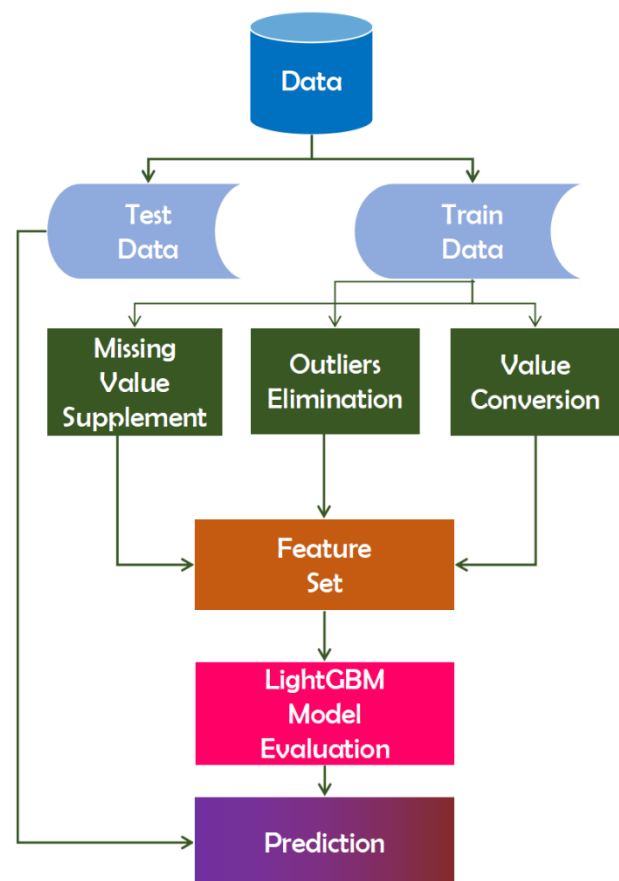 Data
Test
Data
Train
Data
Missing
Value
Supplement
Outliers
Elimination
Value
Conversion
Feature
Set
LightGBM
Model
Evaluation
Prediction